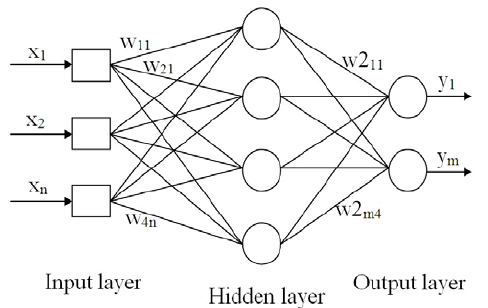 x1
w11
w21
w211
y1
x2
xn
ym
w4n
w2m4
Input layer
Hidden layer
Output layer